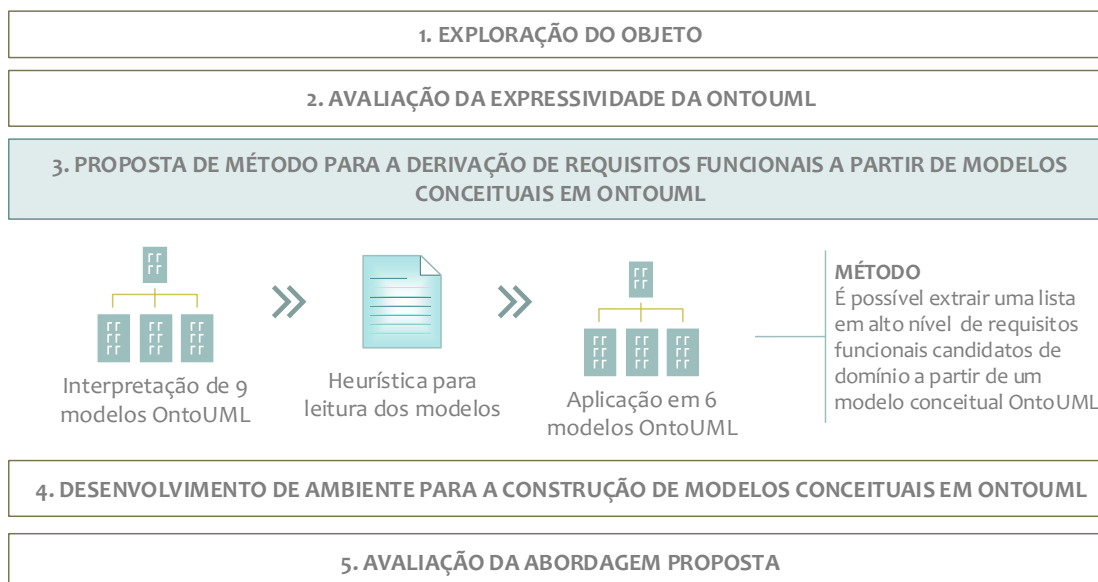 1. EXPLORAÇÃO DO OBJETO
2. AVALIAÇÃO DA EXPRESSIVIDADE DA ONTOUML
3. PROPOSTA DE MÉTODO PARA A DERIVAÇÃO DE REQUISITOS FUNCIONAIS A PARTIR DE MODELOS
CONCEITUAIS EM ONTOUML
Interpretação de 9
modelos OntoUML
Heurística para
leitura dos modelos
Aplicação em 6
modelos OntoUML
MÉTODO
É possível extrair uma lista
em alto nível de requisitos
funcionais candidatos de
domínio a partir de um
modelo conceitual OntoUML
4. DESENVOLVIMENTO DE AMBIENTE PARA A CONSTRUÇÃO DE MODELOS CONCEITUAIS EM ONTOUML
5. AVALIAÇÃO DA ABORDAGEM PROPOSTA